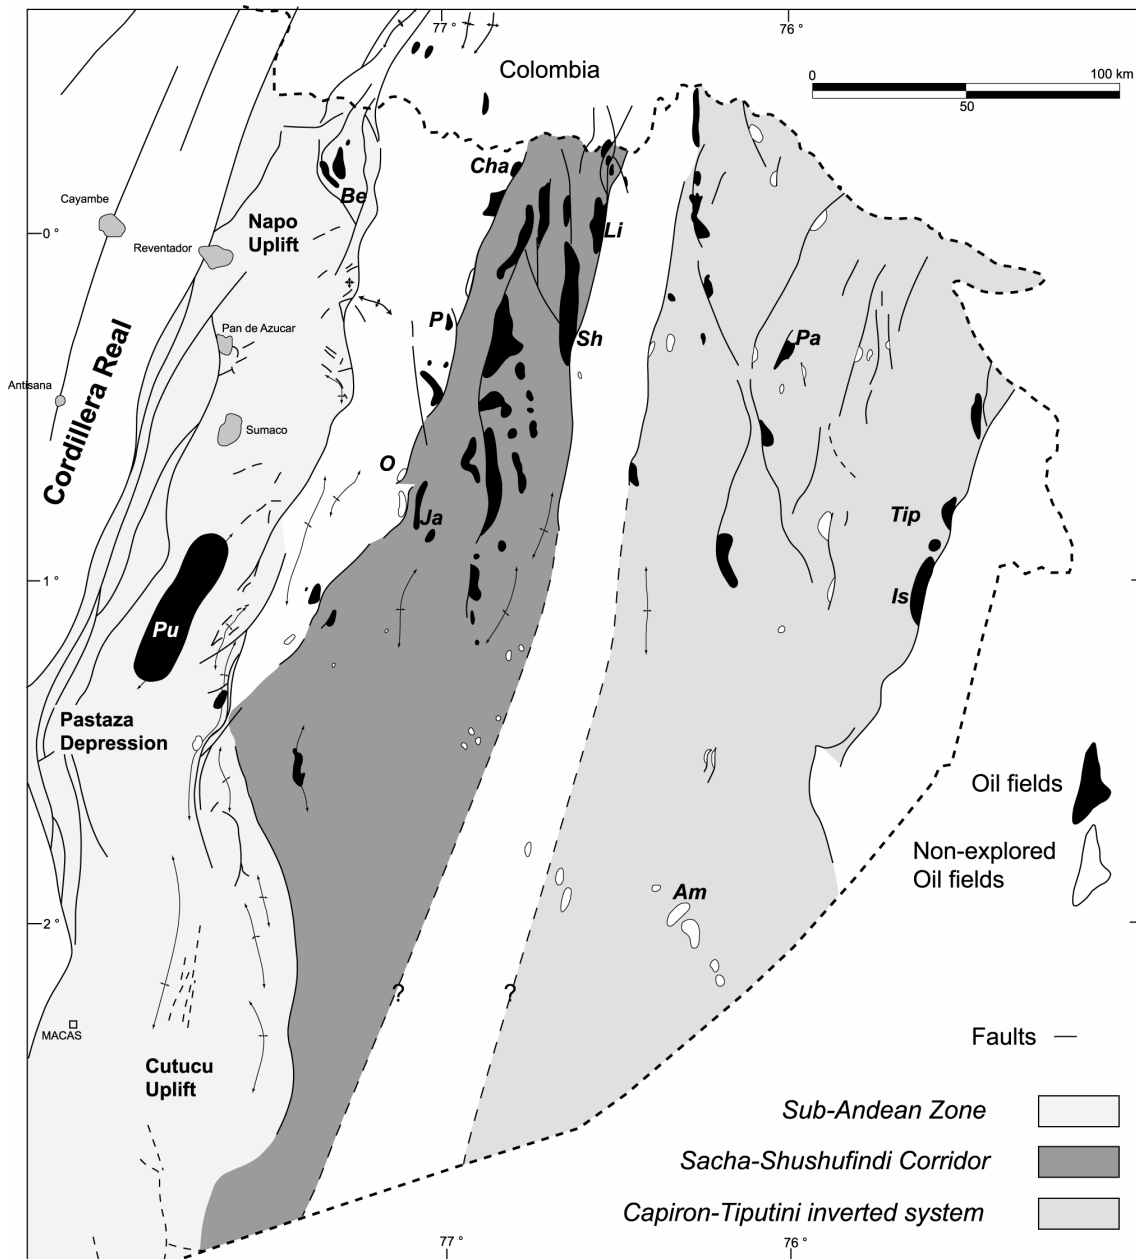 77 °
76 °
Colombia
0
100 km
50
Cha
Be
Cayambe
Napo
Uplift
0 °
Reventador
Li
P
Pan de Azucar
Sh
Pa
Antisana
Cordillera Real
Sumaco
O
Ja
Tip
1 °
Is
Pu
Pastaza
Depression
Oil fields
Non-explored
Oil fields
Am
2 °
?
?
MACAS
Faults
Cutucu
Uplift
Sub-Andean Zone
Sacha-Shushufindi Corridor
Capiron-Tiputini inverted system
77 °
76 °